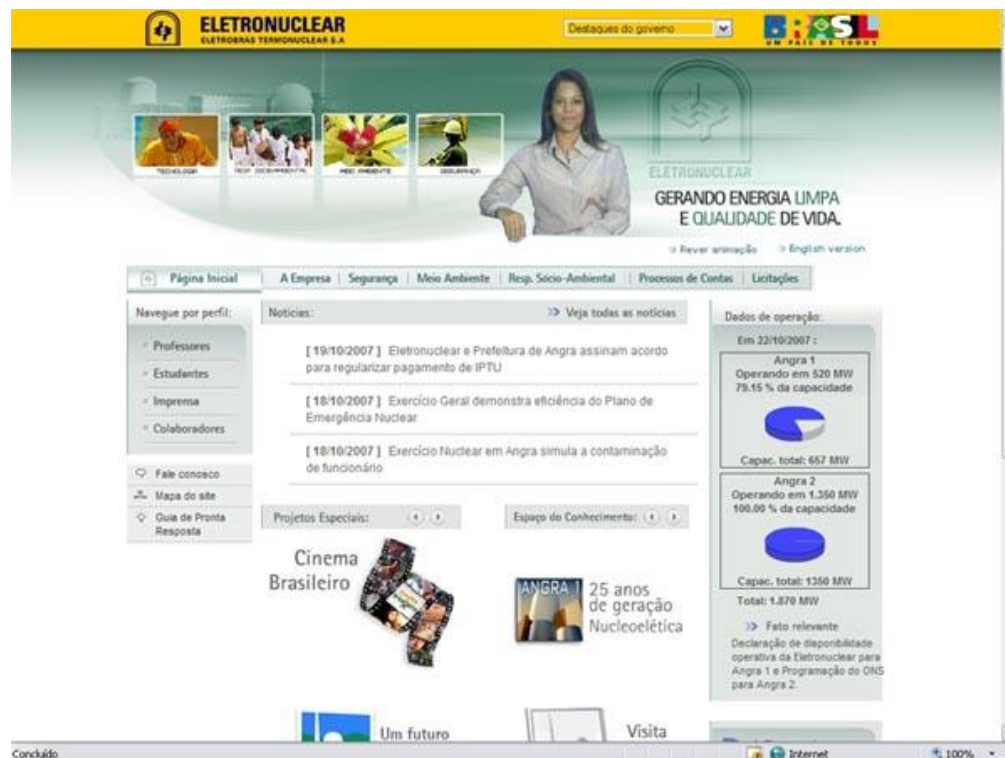 ELETRONUCLEAR
ELETROBRÁS TERMONUCLEAR S.A
Destaques do governo
BRASIL
UM PAÍS DE TODOS
TECNOLOGIA
RESP. SÓCIO-AMBIENTAL
MEIO AMBIENTE
SEGURANÇA
ELETRONUCLEAR
GERANDO ENERGIA LIMPA
E QUALIDADE DE VIDA.
Rever animação
English version
Página Inicial
A Empresa
Segurança
Meio Ambiente
Resp. Sócio-Ambiental
Processos de Contas
Licitações
Navegue por perfil:
Professores
Estudantes
Imprensa
Colaboradores
Fale conosco
Mapa do site
Guia de Pronta
Resposta
Notícias:
Veja todas as notícias
[ 19/10/2007 ] Eletronuclear e Prefeitura de Angra assinam acordo
para regularizar pagamento de IPTU
[ 18/10/2007 ] Exercício Geral demonstra eficiência do Plano de
Emergência Nuclear
[ 18/10/2007 ] Exercício Nuclear em Angra simula a contaminação
de funcionário
Projetos Especiais:
Cinema
Brasileiro
Um futuro
Espaço do Conhecimento:
ANGRA 1
25 anos
de geração
Nucleoelética
Visita
Dados de operação:
Em 22/10/2007 :
Angra 1
Operando em 520 MW
79.15 % da capacidade
Capac. total: 657 MW
Angra 2
Operando em 1.350 MW
100.00 % da capacidade
Capac. total: 1350 MW
Total: 1.870 MW
Fato relevante
Declaração de disponibilidade
operativa da Eletronuclear para
Angra 1 e Programação do ONS
para Angra 2.
Concluído
Internet
100%